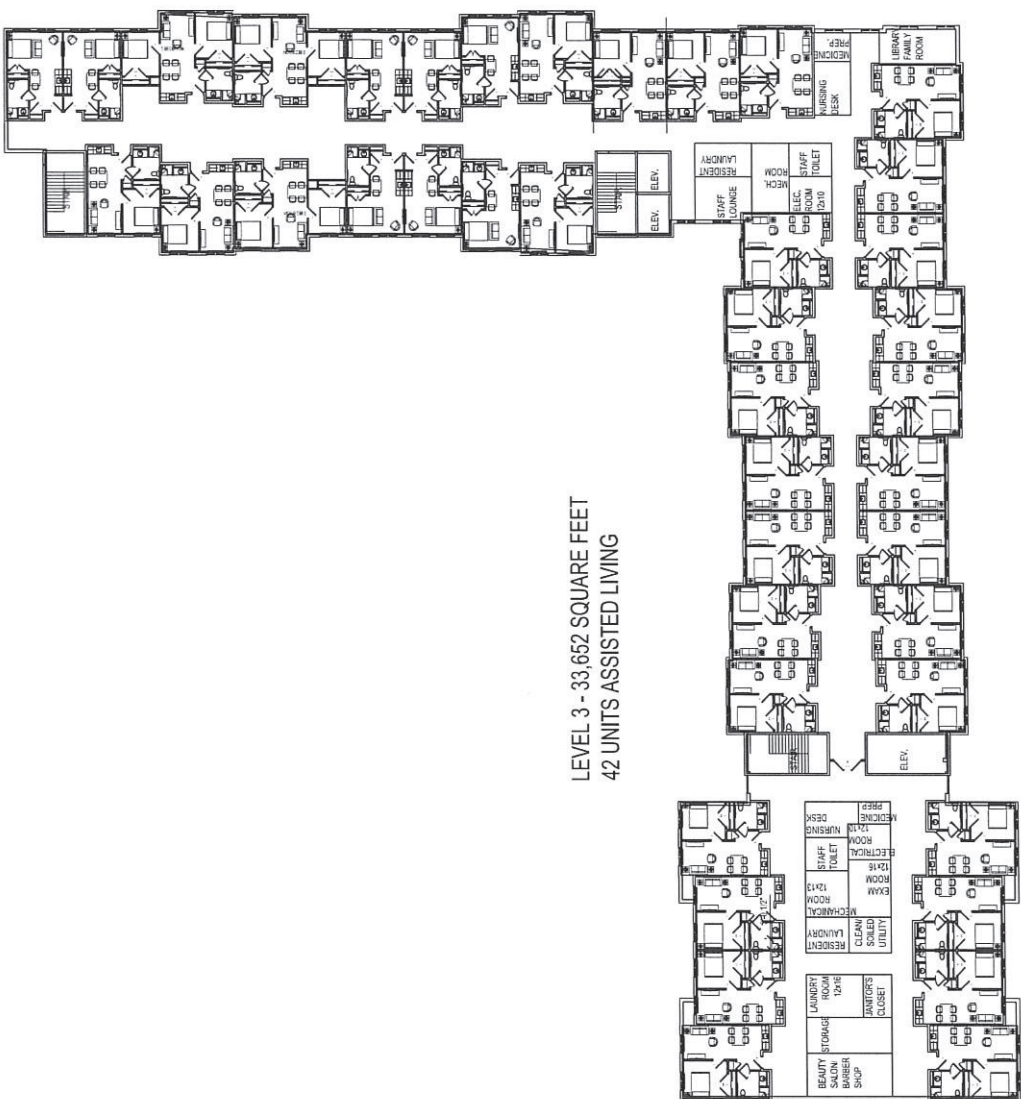 MEDICINE
PREP.
NURSING
DESK
LIBRARY
FAMILY
ROOM
STAIR
STAIR
ELEV.
ELEV.
RESIDENT
LAUNDRY
STAFF
LOUNGE
MECH.
ROOM
STAFF
TOILET
ELEC.
ROOM
12x10
LEVEL 3 - 33,652 SQUARE FEET
42 UNITS ASSISTED LIVING
STAIR
ELEV.
NURSING
DESK
MEDICINE
PREP
STAFF
TOILET
ELECTRICAL
ROOM
12x10
MECHANICAL
ROOM
12x13
EXAM
ROOM
12x16
RESIDENT
LAUNDRY
CLEAN/
SOILED
UTILITY
LAUNDRY
ROOM
12x16
JANITOR'S
CLOSET
STORAGE
BEAUTY
SALON/
BARBER
SHOP